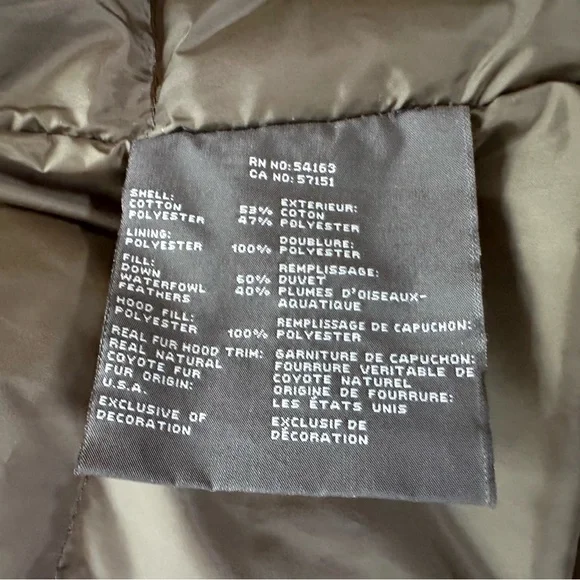 RN NO: 54163
CA NO: 57151
SHELL:
COTTON 53%
POLYESTER 47%
LINING:
POLYESTER 100%
FILL:
DOWN 60%
WATERFOWL 40%
FEATHERS
HOOD FILL:
POLYESTER 100%
REAL FUR HOOD TRIM:
REAL NATURAL
COYOTE FUR
FUR ORIGIN:
U.S.A.
EXCLUSIVE OF
DECORATION
EXTERIEUR:
COTON
POLYESTER
DOUBLURE:
POLYESTER
REMPLISSAGE:
DUVET
PLUMES D'OISEAUX-
AQUATIQUE
REMPLISSAGE DE CAPUCHON:
POLYESTER
GARNITURE DE CAPUCHON:
FOURRURE VERITABLE DE
COYOTE NATUREL
ORIGINE DE FOURRURE:
LES ÉTATS UNIS
EXCLUSIF DE
DÉCORATION